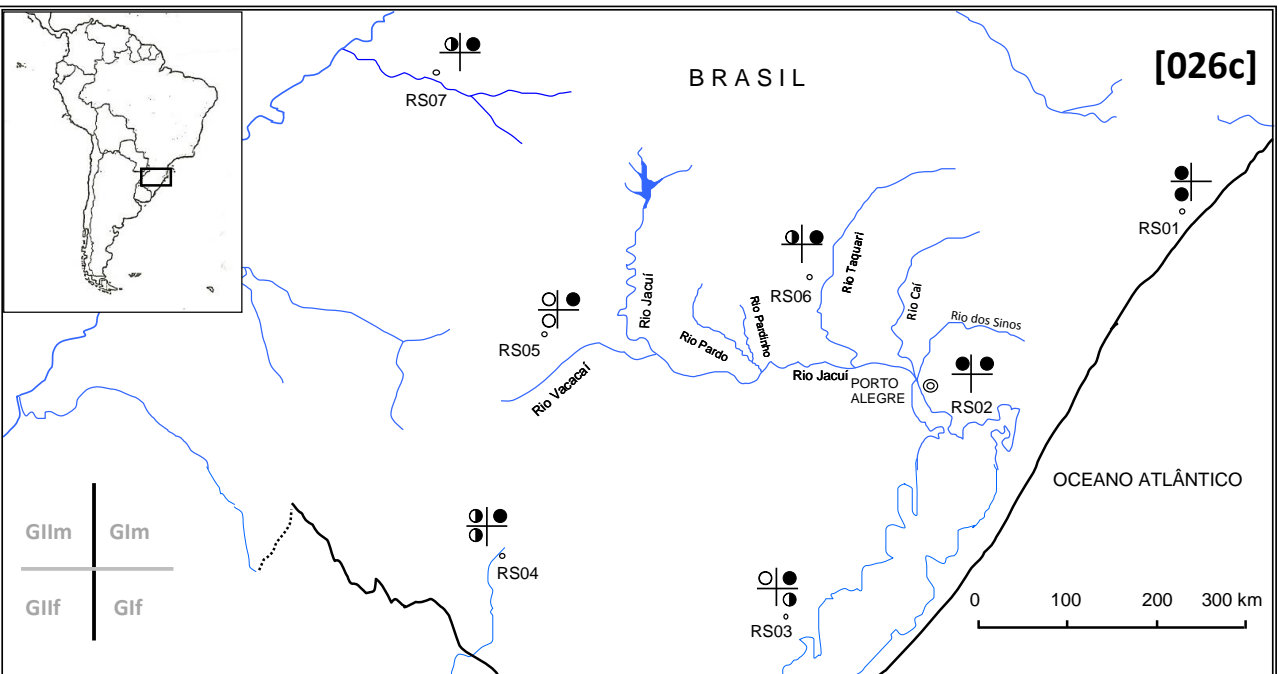 [026c]
BRASIL
RS07
RS01
RS06
Rio Taquari
Rio Caí
Rio Jacuí
Rio Pardinho
Rio dos Sinos
RS05
Rio Pardo
Rio Vacacaí
Rio Jacuí
PORTO
ALEGRE
RS02
OCEANO ATLÂNTICO
GIIm
GIm
GIIf
GIf
RS04
RS03
0 100 200 300 km